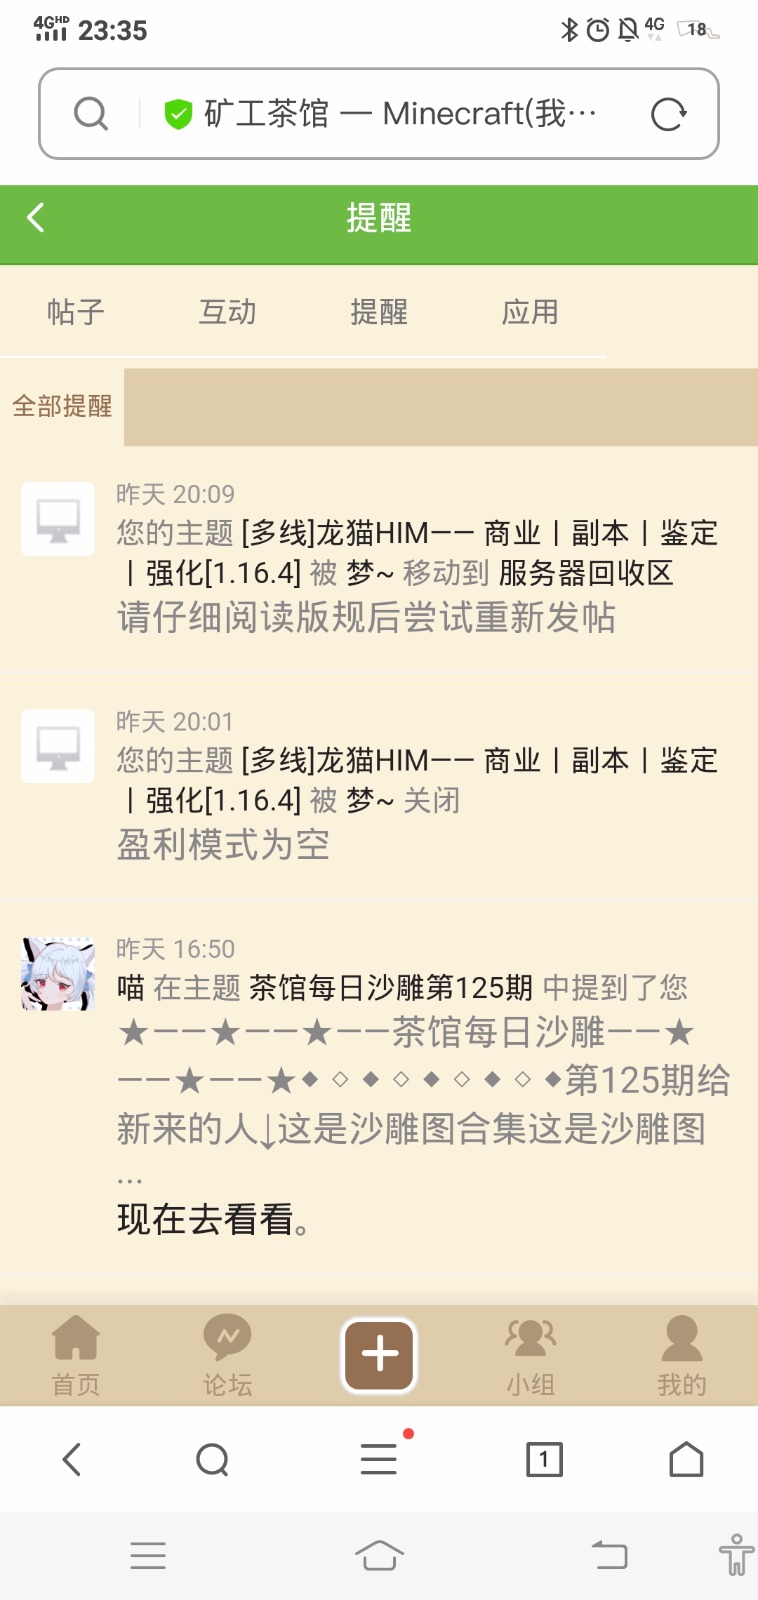 4GHD 23:35 4G 18
矿工茶馆 — Minecraft(我…
提醒
帖子 互动 提醒 应用
全部提醒
昨天 20:09
您的主题 [多线]龙猫HIM—— 商业丨副本丨鉴定
丨强化[1.16.4] 被 梦~ 移动到 服务器回收区
请仔细阅读版规后尝试重新发帖
昨天 20:01
您的主题 [多线]龙猫HIM—— 商业丨副本丨鉴定
丨强化[1.16.4] 被 梦~ 关闭
盈利模式为空
昨天 16:50
喵 在主题 茶馆每日沙雕第125期 中提到了您
★——★——★——茶馆每日沙雕——★
——★——★◆ ◇ ◆ ◇ ◆ ◇ ◆ ◇ ◆第125期给
新来的人↓这是沙雕图合集这是沙雕图
...
现在去看看。
首页 论坛 小组 我的
1